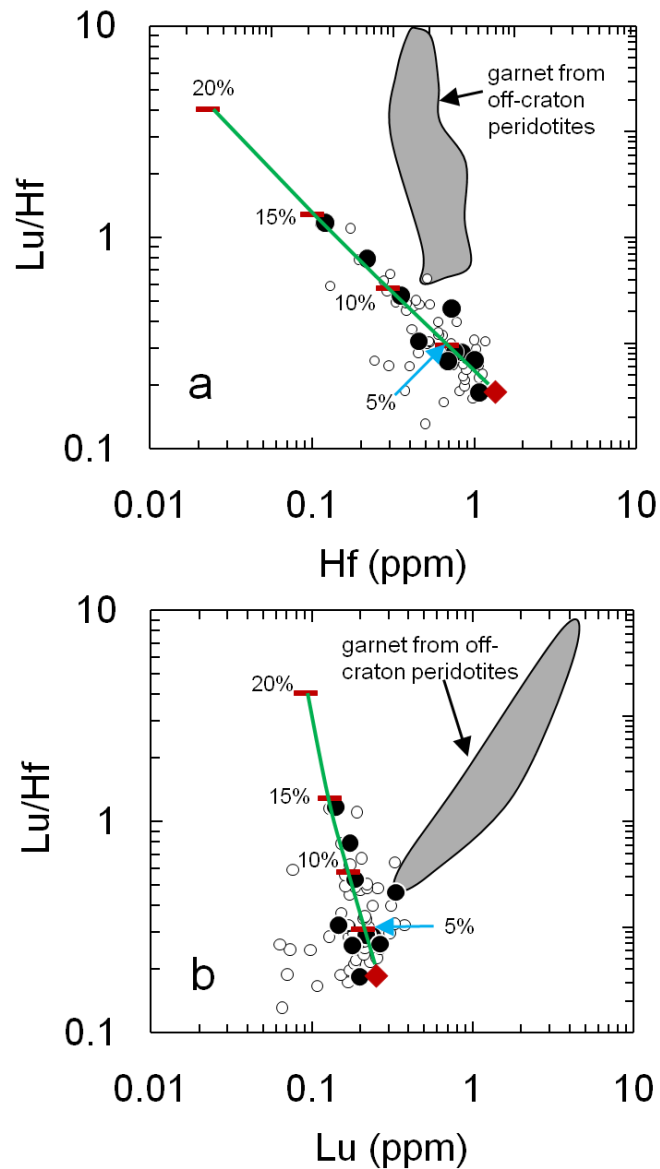 10
20%
garnet from
off-craton
peridotites
Lu/Hf
15%
1
10%
a
5%
0.1
0.01
0.1
1
10
Hf (ppm)
10
garnet from off-
craton peridotites
20%
Lu/Hf
15%
1
10%
5%
b
0.1
0.01
0.1
1
10
Lu (ppm)